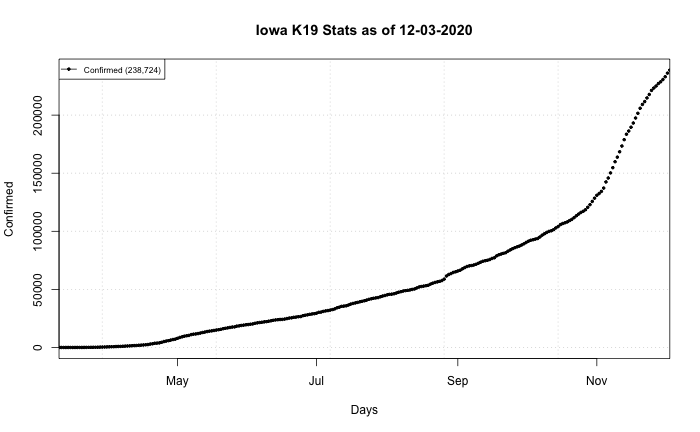 Iowa K19 Stats as of 12-03-2020
Confirmed (238,724)
200000
150000
100000
50000
0
Confirmed
May Jul Sep Nov
Days